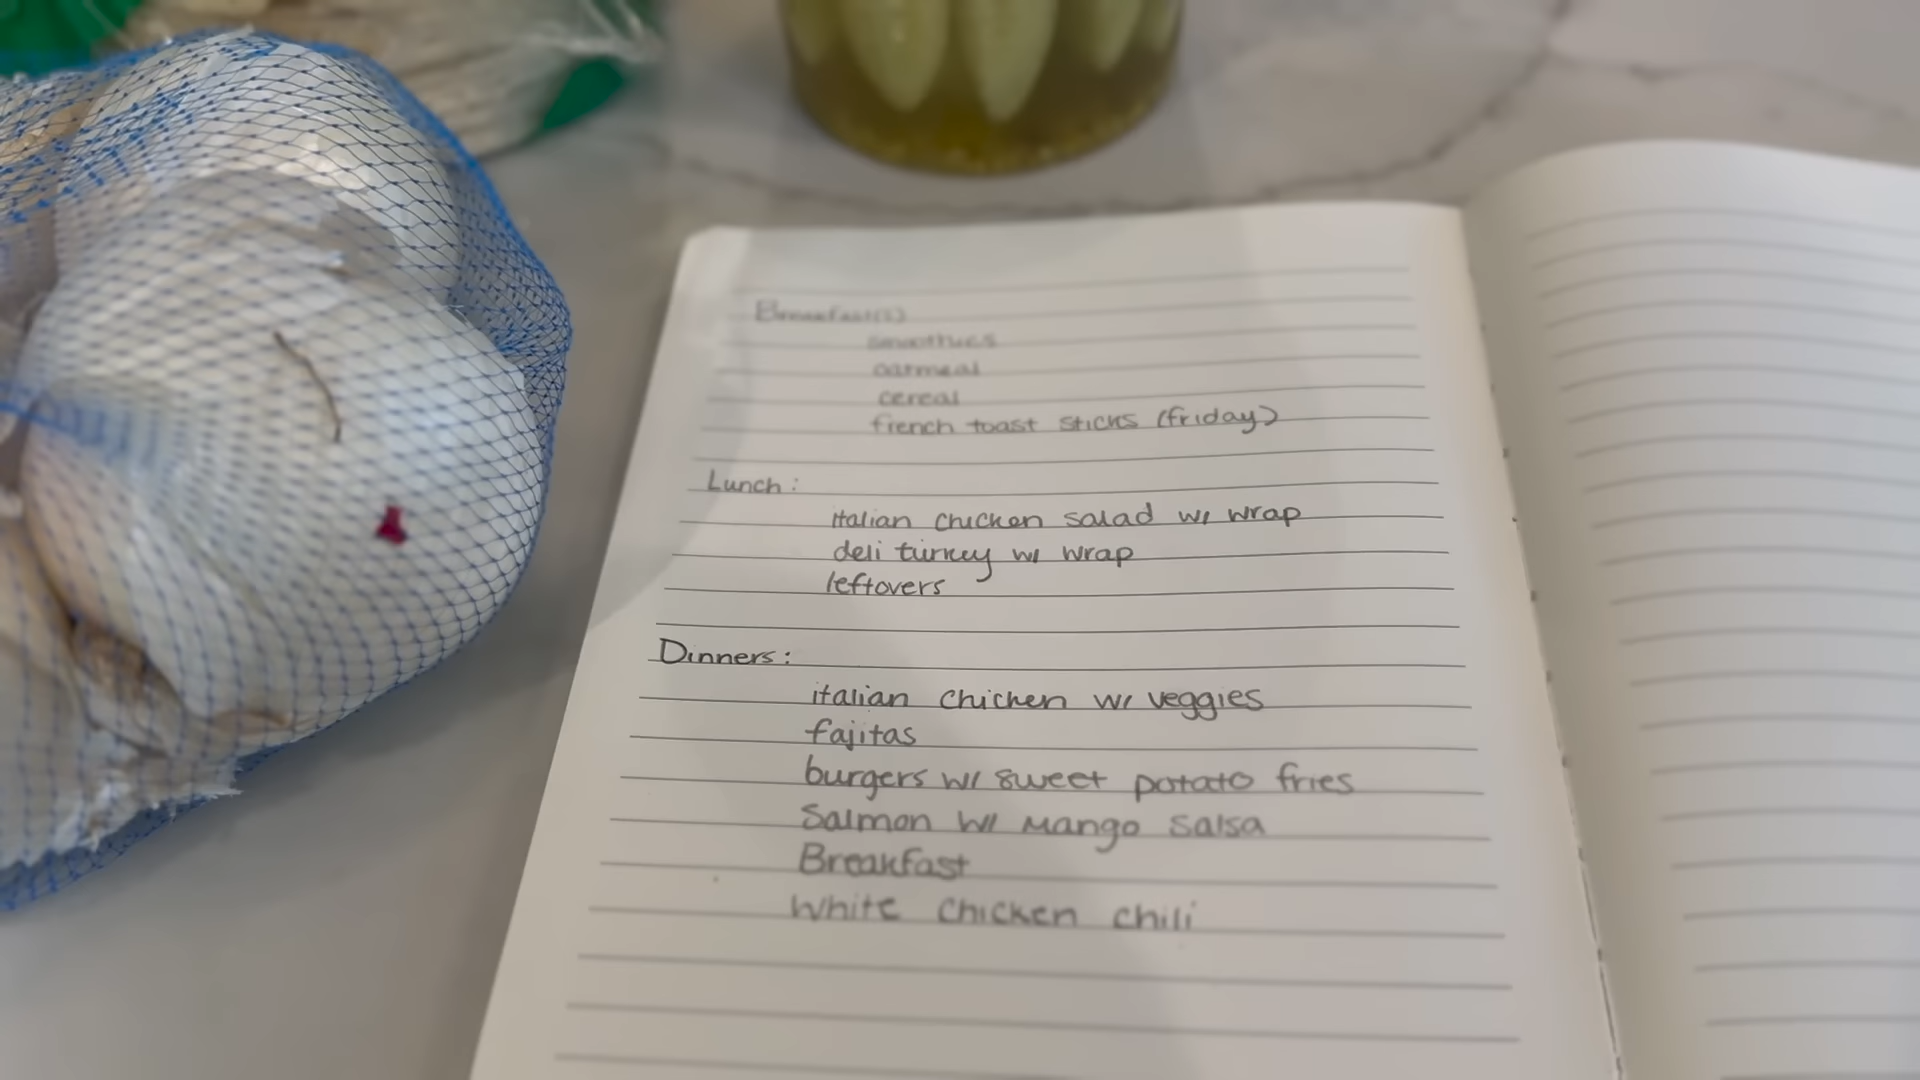 Breakfast(s)
smoothies
oatmeal
cereal
french toast sticks (friday)
Lunch:
italian chicken salad w/ wrap
deli turkey w/ wrap
leftovers
Dinners:
italian chicken w/ veggies
fajitas
burgers w/ sweet potato fries
Salmon w/ Mango Salsa
Breakfast
White Chicken chili